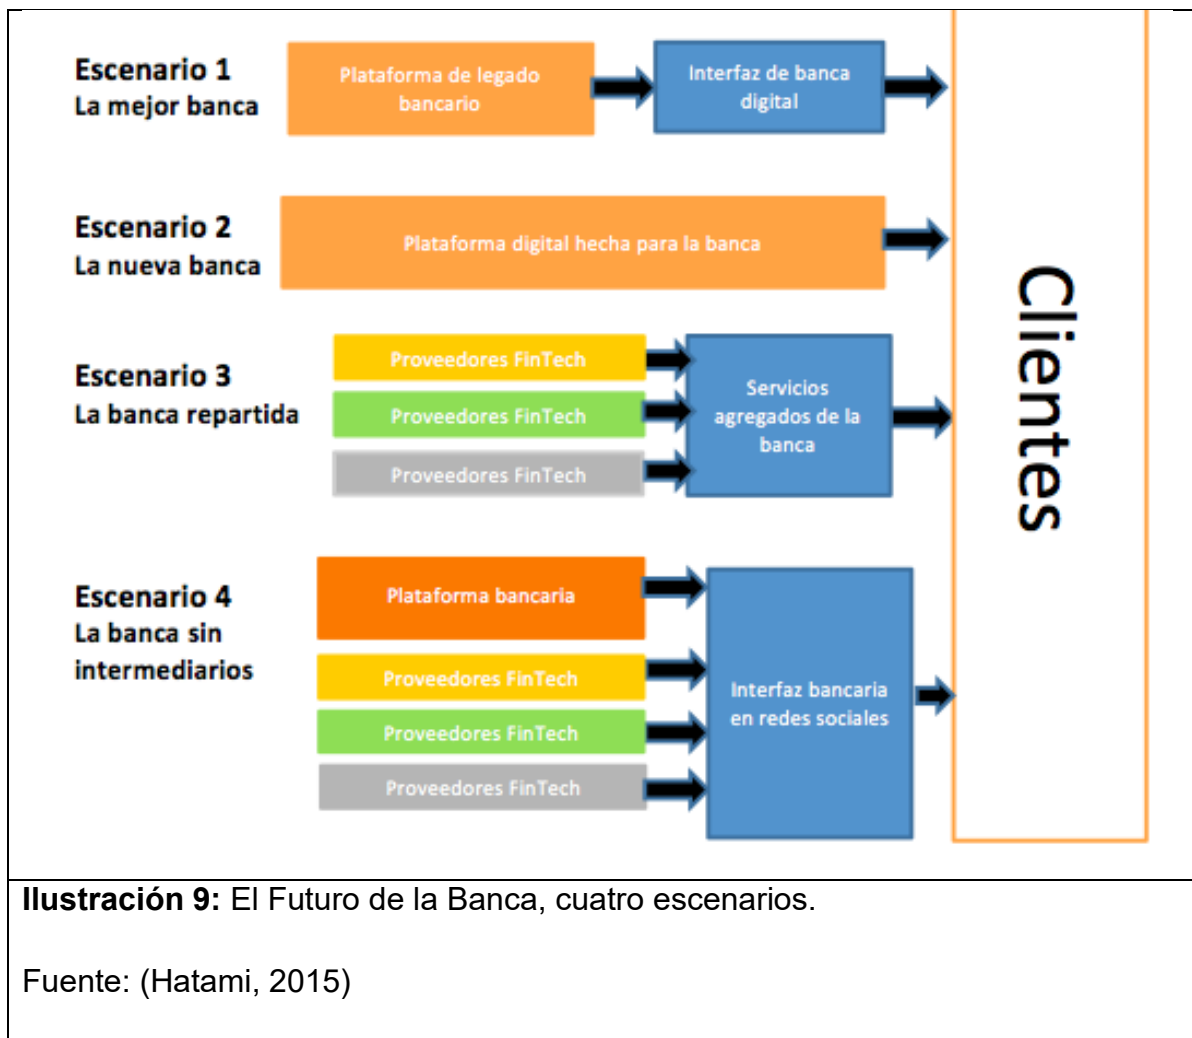 Escenario 1
La mejor banca
Plataforma de legado
bancario
Interfaz de banca
digital
Escenario 2
La nueva banca
Plataforma digital hecha para la banca
Escenario 3
La banca repartida
Proveedores FinTech
Proveedores FinTech
Proveedores FinTech
Servicios
agregados de la
banca
Escenario 4
La banca sin
intermediarios
Plataforma bancaria
Proveedores FinTech
Proveedores FinTech
Proveedores FinTech
Interfaz bancaria
en redes sociales
Clientes
Ilustración 9: El Futuro de la Banca, cuatro escenarios.
Fuente: (Hatami, 2015)